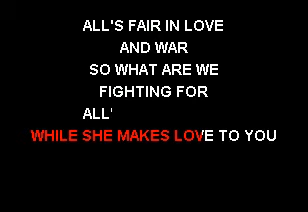 ALL'S FAIR IN LOVE
AND WAR
SO WHAT ARE WE
FIGHTING FOR
ALL'
WHILE SHE MAKES LOVE TO YOU